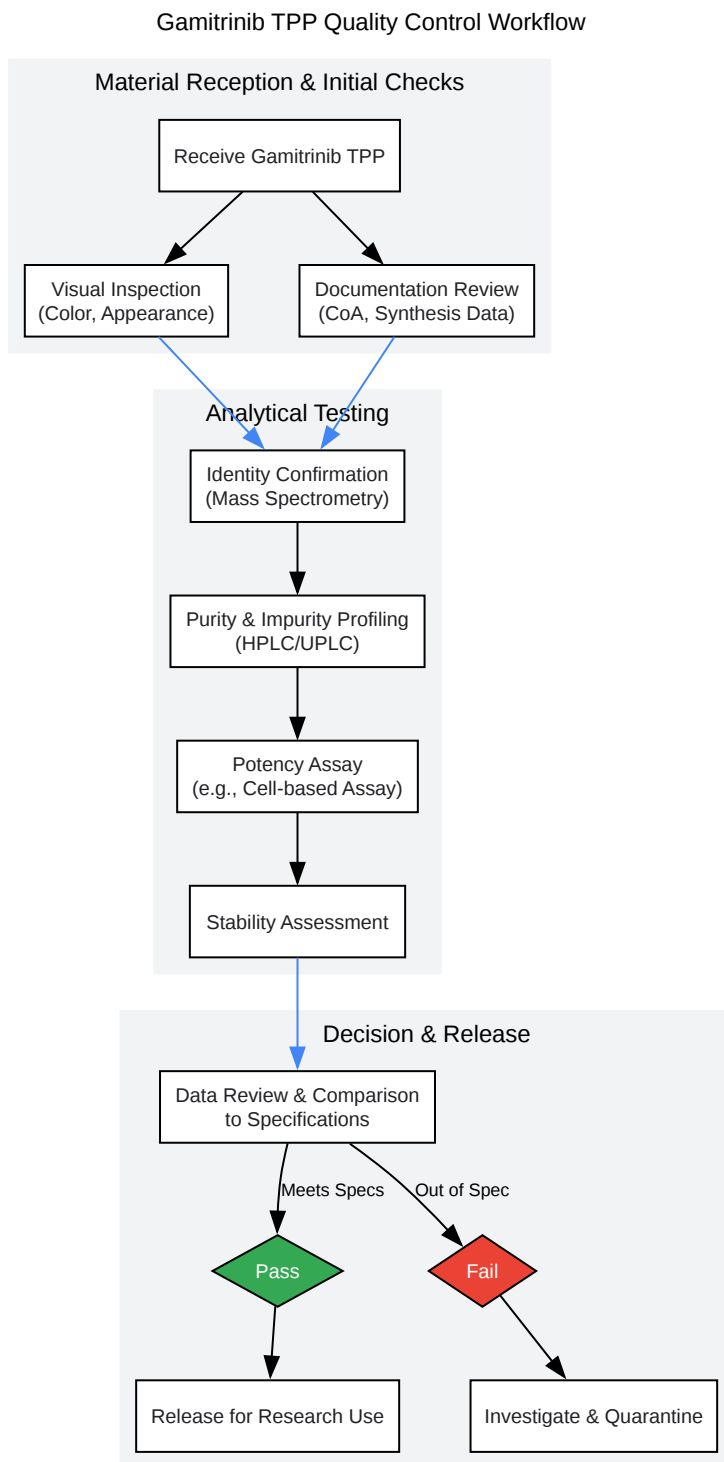 Gamitrinib TPP Quality Control Workflow
Material Reception & Initial Checks
Receive Gamitrinib TPP
Visual Inspection
(Color, Appearance)
Documentation Review
(CoA, Synthesis Data)
Analytical Testing
Identity Confirmation
(Mass Spectrometry)
Purity & Impurity Profiling
(HPLC/UPLC)
Potency Assay
(e.g., Cell-based Assay)
Stability Assessment
Decision & Release
Data Review & Comparison
to Specifications
Meets Specs
Out of Spec
Pass
Fail
Release for Research Use
Investigate & Quarantine